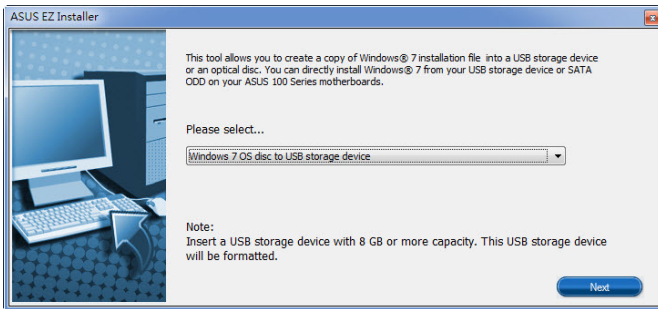 ASUS EZ Installer
This tool allows you to create a copy of Windows® 7 installation file into a USB storage device
or an optical disc. You can directly install Windows® 7 from your USB storage device or SATA
ODD on your ASUS 100 Series motherboards.
Please select...
Windows 7 OS disc to USB storage device
Note:
Insert a USB storage device with 8 GB or more capacity. This USB storage device
will be formatted.
Next